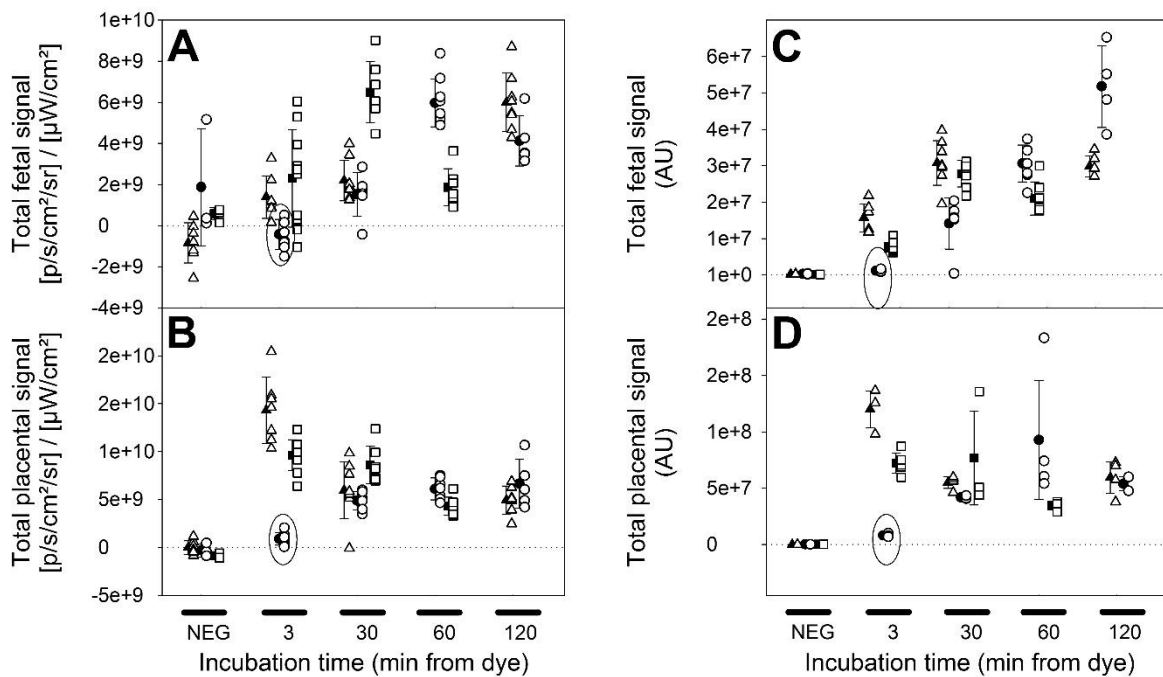 A
Total fetal signal
[p/s/cm²/sr] / [µW/cm²]
1e+10
8e+9
6e+9
4e+9
2e+9
0
-2e+9
-4e+9
C
Total fetal signal
(AU)
6e+7
5e+7
4e+7
3e+7
2e+7
1e+7
1e+0
B
Total placental signal
[p/s/cm²/sr] / [µW/cm²]
2e+10
2e+10
1e+10
5e+9
0
-5e+9
NEG 3 30 60 120
Incubation time (min from dye)
D
Total placental signal
(AU)
2e+8
2e+8
1e+8
5e+7
0
NEG 3 30 60 120
Incubation time (min from dye)